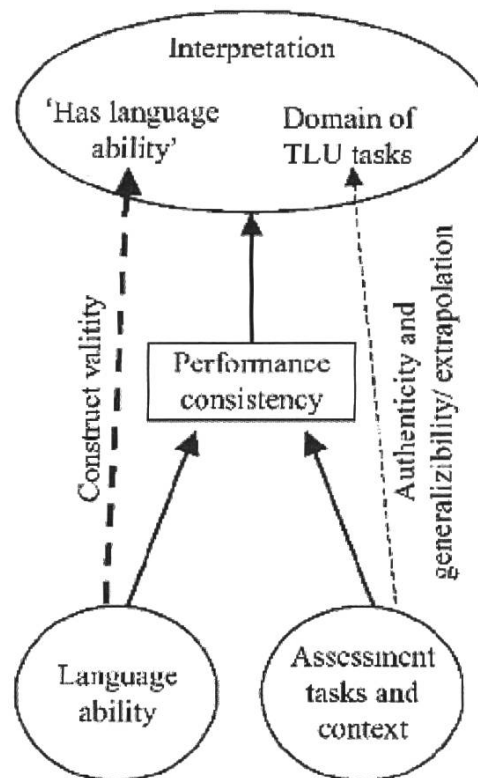 Interpretation
‘Has language
ability’
Domain of
TLU tasks
Construct valitity
Authenticity and
generalizibility/ extrapolation
Performance
consistency
Language
ability
Assessment
tasks and
context